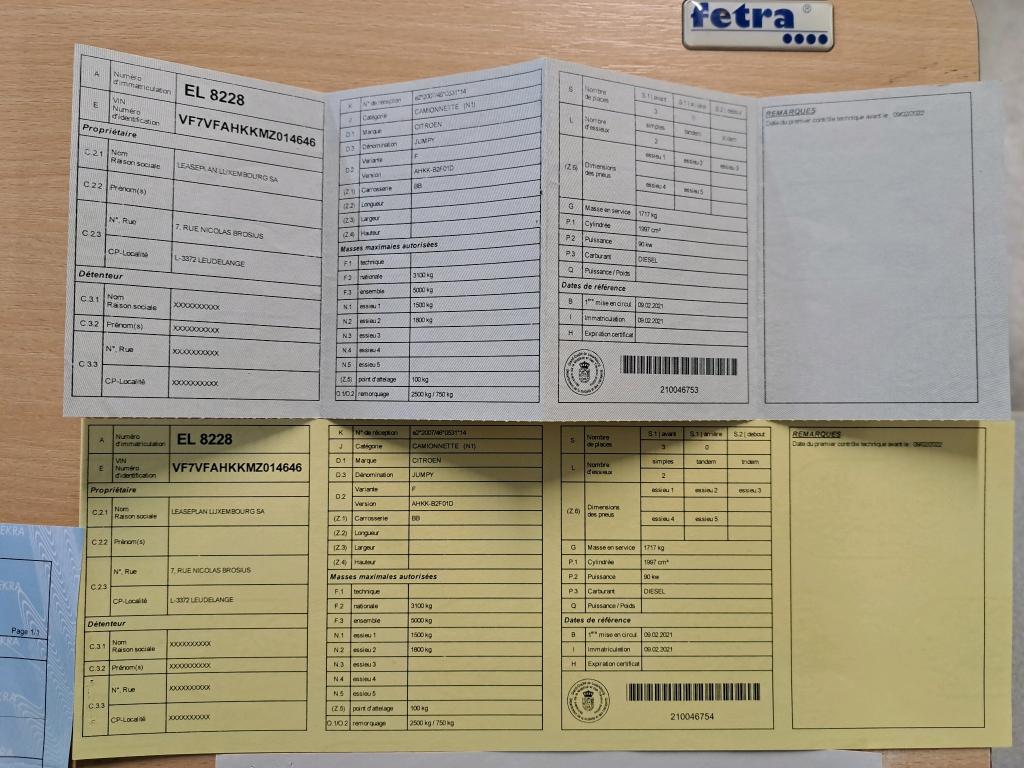 fetra®
A Numéro d'immatriculation EL 8228
E VIN Numéro d'identification VF7VFAHKKMZ014646
Propriétaire
C.2.1 Nom Raison sociale LEASEPLAN LUXEMBOURG SA
C.2.2 Prénom(s)
C.2.3 N°, Rue 7, RUE NICOLAS BROSIUS
CP-Localité L-3372 LEUDELANGE
Détenteur
C.3.1 Nom Raison sociale XXXXXXXXXX
C.3.2 Prénom(s) XXXXXXXXXX
C.3.3 N°, Rue XXXXXXXXXX
CP-Localité XXXXXXXXXX
K N° de réception e2*2007/46*0531*14
J Catégorie CAMIONNETTE (N1)
D.1 Marque CITROEN
D.3 Dénomination JUMPY
D.2 Variante F
Version AHKK-B2F01D
(Z.1) Carrosserie BB
(Z.2) Longueur
(Z.3) Largeur
(Z.4) Hauteur
Masses maximales autorisées
F.1 technique
F.2 nationale 3100 kg
F.3 ensemble 5000 kg
N.1 essieu 1 1500 kg
N.2 essieu 2 1800 kg
N.3 essieu 3
N.4 essieu 4
N.5 essieu 5
(Z.5) point d'attelage 100 kg
O.1/O.2 remorquage 2500 kg / 750 kg
S Nombre de places S.1 | avant S.1 | arrière S.2 | debout
3 0
L Nombre d'essieux simples tandem tridem
2
(Z.6) Dimensions des pneus essieu 1 essieu 2 essieu 3
essieu 4 essieu 5
G Masse en service 1717 kg
P.1 Cylindrée 1997 cm³
P.2 Puissance 90 kw
P.3 Carburant DIESEL
Q Puissance / Poids
Dates de référence
B 1ère mise en circul 09.02.2021
I Immatriculation 09.02.2021
H Expiration certificat
210046753
REMARQUES
Date du premier contrôle technique avant le : 09/02/2022
A Numéro d'immatriculation EL 8228
E VIN Numéro d'identification VF7VFAHKKMZ014646
Propriétaire
C.2.1 Nom Raison sociale LEASEPLAN LUXEMBOURG SA
C.2.2 Prénom(s)
C.2.3 N°, Rue 7, RUE NICOLAS BROSIUS
CP-Localité L-3372 LEUDELANGE
Détenteur
C.3.1 Nom Raison sociale XXXXXXXXXX
C.3.2 Prénom(s) XXXXXXXXXX
C.3.3 N°, Rue XXXXXXXXXX
CP-Localité XXXXXXXXXX
K N° de réception e2*2007/46*0531*14
J Catégorie CAMIONNETTE (N1)
D.1 Marque CITROEN
D.3 Dénomination JUMPY
D.2 Variante F
Version AHKK-B2F01D
(Z.1) Carrosserie BB
(Z.2) Longueur
(Z.3) Largeur
(Z.4) Hauteur
Masses maximales autorisées
F.1 technique
F.2 nationale 3100 kg
F.3 ensemble 5000 kg
N.1 essieu 1 1500 kg
N.2 essieu 2 1800 kg
N.3 essieu 3
N.4 essieu 4
N.5 essieu 5
(Z.5) point d'attelage 100 kg
O.1/O.2 remorquage 2500 kg / 750 kg
S Nombre de places S.1 | avant S.1 | arrière S.2 | debout
3 0
L Nombre d'essieux simples tandem tridem
2
(Z.6) Dimensions des pneus essieu 1 essieu 2 essieu 3
essieu 4 essieu 5
G Masse en service 1717 kg
P.1 Cylindrée 1997 cm³
P.2 Puissance 90 kw
P.3 Carburant DIESEL
Q Puissance / Poids
Dates de référence
B 1ère mise en circul 09.02.2021
I Immatriculation 09.02.2021
H Expiration certificat
210046754
REMARQUES
Date du premier contrôle technique avant le : 09/02/2022
Page 1/1